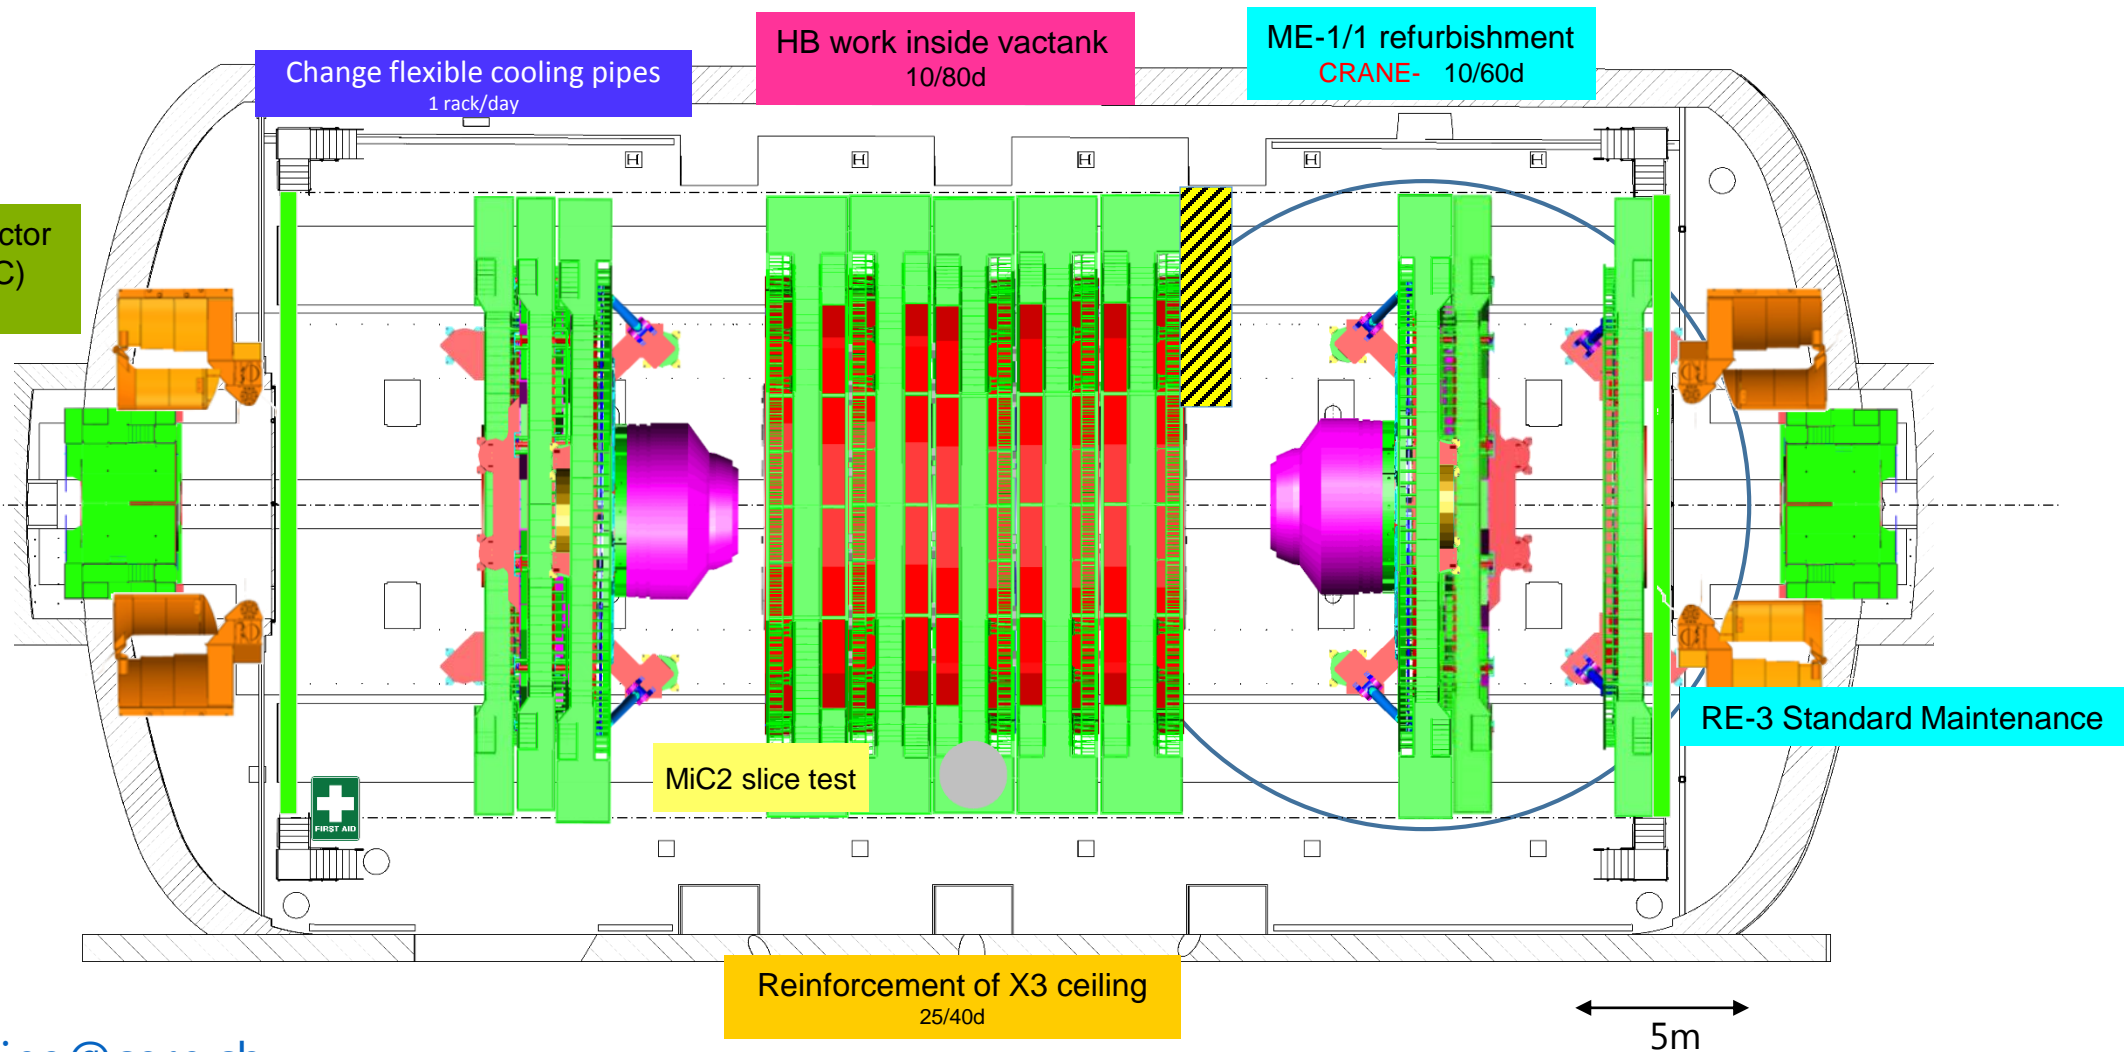 HB work inside vactank
10/80d
ME-1/1 refurbishment
CRANE- 10/60d
Change flexible cooling pipes
1 rack/day
H
H
H
H
H
RE-3 Standard Maintenance
MiC2 slice test
FIRST AID
Reinforcement of X3 ceiling
25/40d
5m